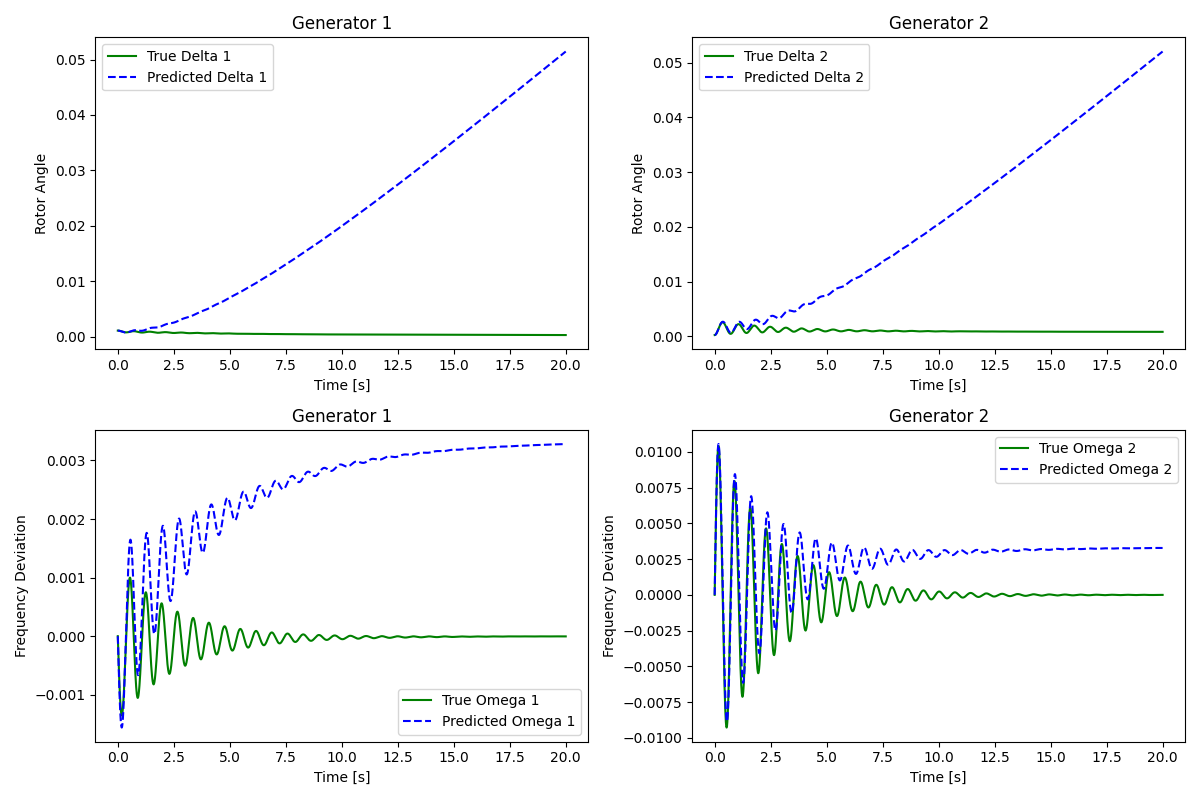 Generator 1
True Delta 1
Predicted Delta 1
0.05
0.04
0.03
0.02
0.01
0.00
Rotor Angle
0.0 2.5 5.0 7.5 10.0 12.5 15.0 17.5 20.0
Time [s]
Generator 2
True Delta 2
Predicted Delta 2
0.05
0.04
0.03
0.02
0.01
0.00
Rotor Angle
0.0 2.5 5.0 7.5 10.0 12.5 15.0 17.5 20.0
Time [s]
Generator 1
0.003
0.002
0.001
0.000
−0.001
Frequency Deviation
True Omega 1
Predicted Omega 1
0.0 2.5 5.0 7.5 10.0 12.5 15.0 17.5 20.0
Time [s]
Generator 2
True Omega 2
Predicted Omega 2
0.0100
0.0075
0.0050
0.0025
0.0000
−0.0025
−0.0050
−0.0075
−0.0100
Frequency Deviation
0.0 2.5 5.0 7.5 10.0 12.5 15.0 17.5 20.0
Time [s]